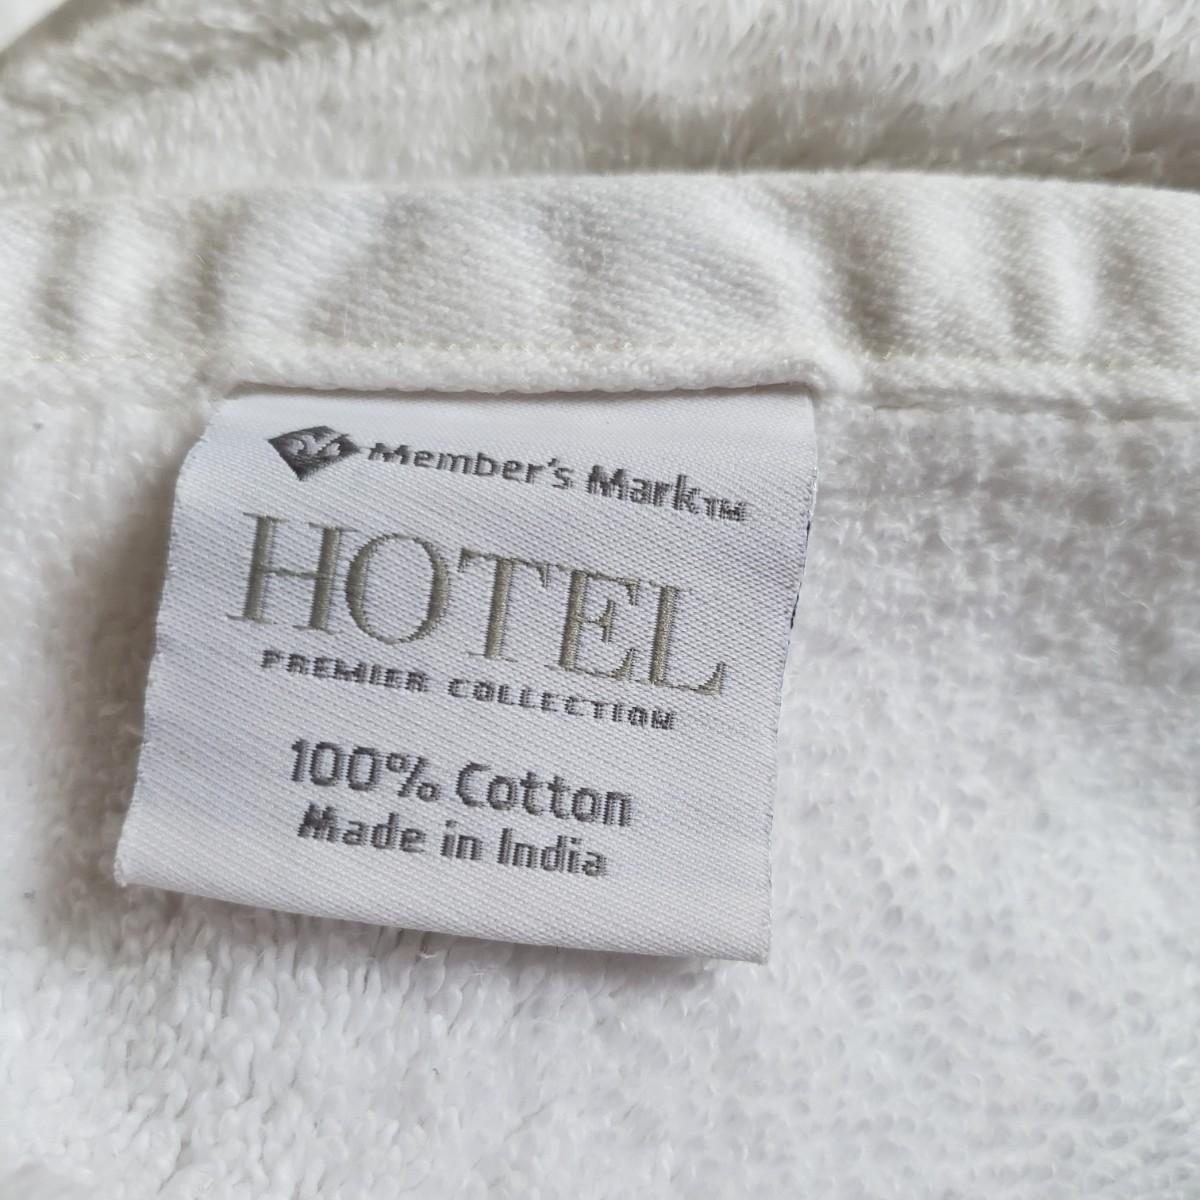 Member's Mark™
HOTEL
PREMIER COLLECTION
100% Cotton
Made in India